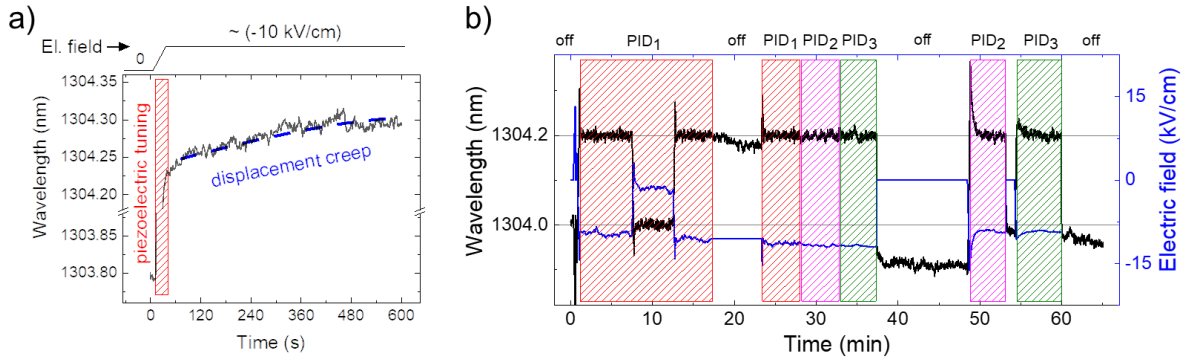 a)
El. field
0
~ (-10 kV/cm)
1304.35
1304.30
1304.25
1304.20
1303.85
1303.80
Wavelength (nm)
piezoelectric tuning
displacement creep
0 120 240 360 480 600
Time (s)
b)
off PID1 off PID1 PID2 PID3 off PID2 PID3 off
1304.2
1304.0
Wavelength (nm)
15
0
-15
Electric field (kV/cm)
0 10 20 30 40 50 60
Time (min)